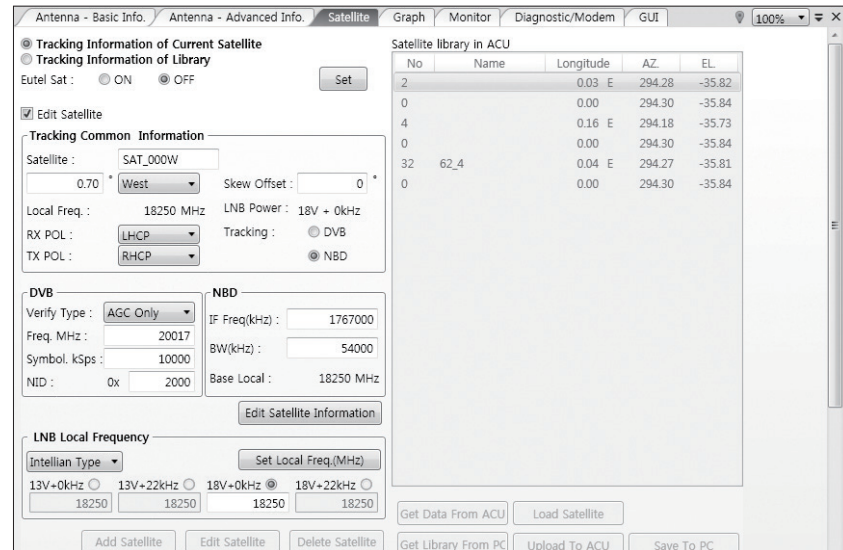 Antenna - Basic Info. Antenna - Advanced Info. Satellite Graph Monitor Diagnostic/Modem GUI 100%
Tracking Information of Current Satellite
Tracking Information of Library
Eutel Sat : ON OFF Set
Edit Satellite
Tracking Common Information
Satellite : SAT_000W
0.70 ° West Skew Offset : 0 °
Local Freq. : 18250 MHz LNB Power : 18V + 0kHz
RX POL : LHCP Tracking : DVB
TX POL : RHCP NBD
DVB
Verify Type : AGC Only
Freq. MHz : 20017
Symbol. kSps : 10000
NID : 0x 2000
NBD
IF Freq(kHz) : 1767000
BW(kHz) : 54000
Base Local : 18250 MHz
Edit Satellite Information
LNB Local Frequency
Intellian Type Set Local Freq.(MHz)
13V+0kHz 13V+22kHz 18V+0kHz 18V+22kHz
18250 18250 18250 18250
Add Satellite Edit Satellite Delete Satellite
Satellite library in ACU
No Name Longitude AZ. EL.
2 0.03 E 294.28 -35.82
0 0.00 294.30 -35.84
4 0.16 E 294.18 -35.73
0 0.00 294.30 -35.84
32 62_4 0.04 E 294.27 -35.81
0 0.00 294.30 -35.84
Get Data From ACU Load Satellite
Get Library From PC Upload To ACU Save To PC